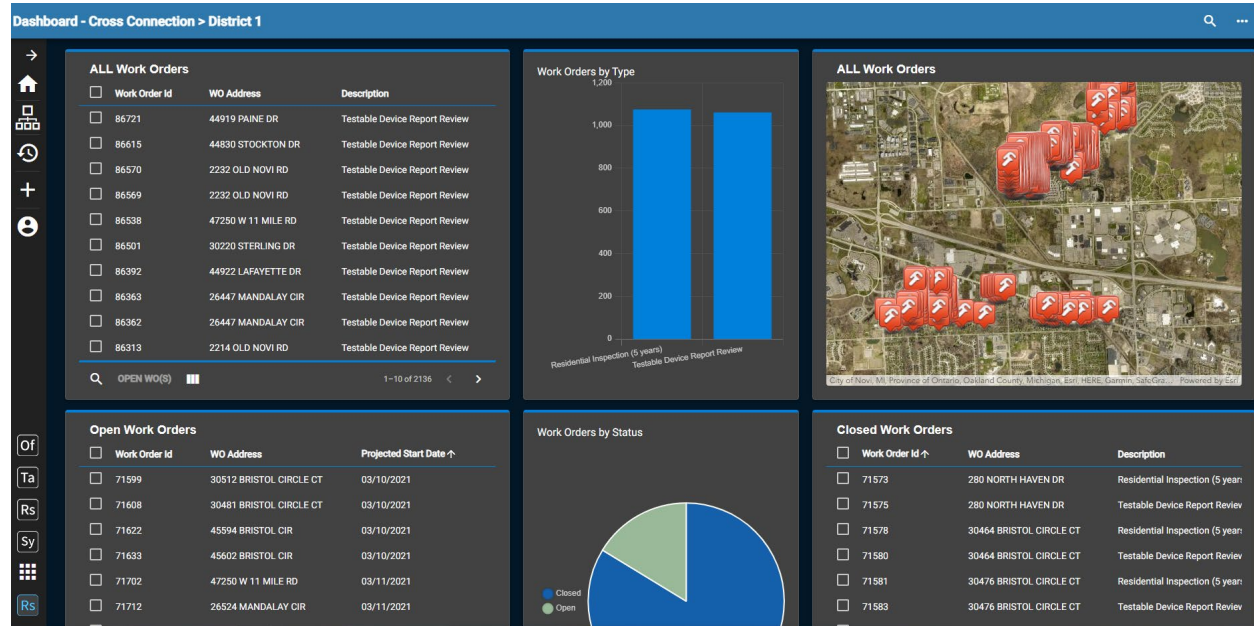 Dashboard - Cross Connection > District 1
ALL Work Orders
Work Order Id WO Address Description
86721 44919 PAINE DR Testable Device Report Review
86615 44830 STOCKTON DR Testable Device Report Review
86570 2232 OLD NOVI RD Testable Device Report Review
86569 2232 OLD NOVI RD Testable Device Report Review
86538 47250 W 11 MILE RD Testable Device Report Review
86501 30220 STERLING DR Testable Device Report Review
86392 44922 LAFAYETTE DR Testable Device Report Review
86363 26447 MANDALAY CIR Testable Device Report Review
86362 26447 MANDALAY CIR Testable Device Report Review
86313 2214 OLD NOVI RD Testable Device Report Review
OPEN WO(S) 1–10 of 2136
Work Orders by Type
1,200
1,000
800
600
400
200
0
Residential Inspection (5 years)
Testable Device Report Review
ALL Work Orders
City of Novi, MI, Province of Ontario, Oakland County, Michigan, Esri, HERE, Garmin, SafeGra... Powered by Esri
Open Work Orders
Work Order Id WO Address Projected Start Date
71599 30512 BRISTOL CIRCLE CT 03/10/2021
71608 30481 BRISTOL CIRCLE CT 03/10/2021
71622 45594 BRISTOL CIR 03/10/2021
71633 45602 BRISTOL CIR 03/10/2021
71702 47250 W 11 MILE RD 03/11/2021
71712 26524 MANDALAY CIR 03/11/2021
Work Orders by Status
Closed
Open
Closed Work Orders
Work Order Id WO Address Description
71573 280 NORTH HAVEN DR Residential Inspection (5 years
71575 280 NORTH HAVEN DR Testable Device Report Review
71578 30464 BRISTOL CIRCLE CT Residential Inspection (5 years
71580 30464 BRISTOL CIRCLE CT Testable Device Report Review
71581 30476 BRISTOL CIRCLE CT Residential Inspection (5 years
71583 30476 BRISTOL CIRCLE CT Testable Device Report Review
Of
Ta
Rs
Sy
Rs